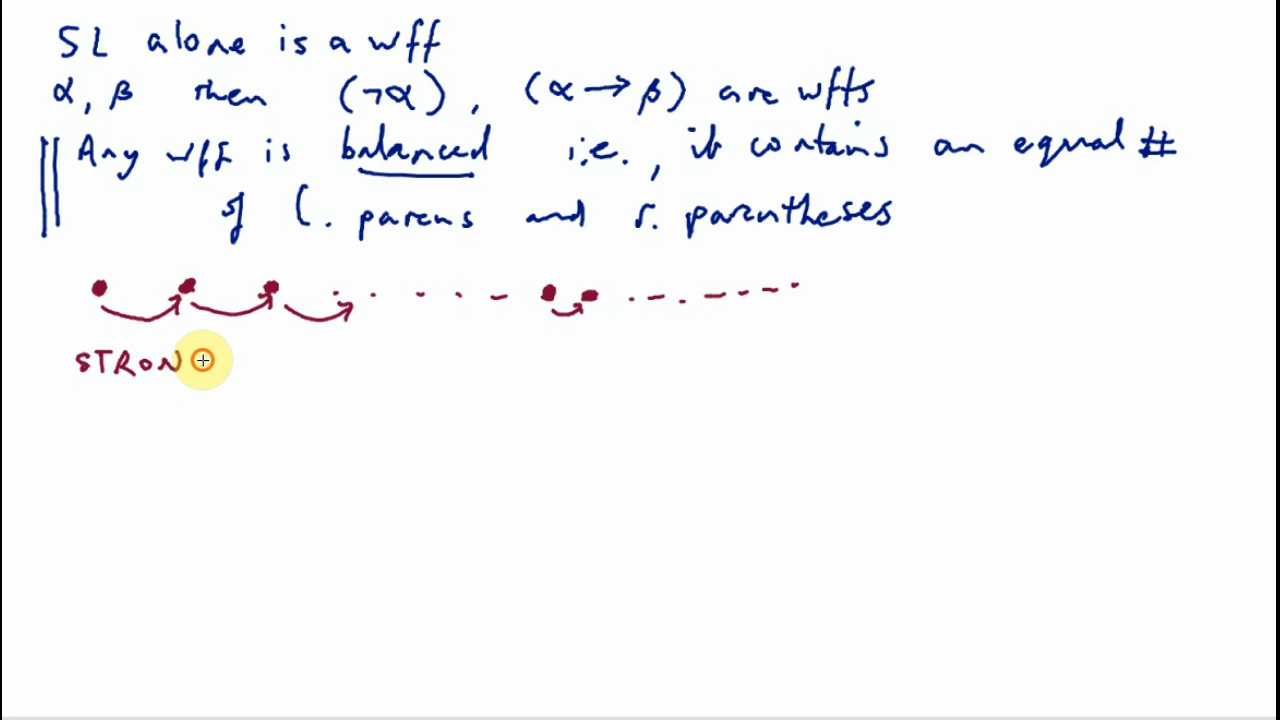 SL alone is a wff
α, β then (¬α), (α → β) are wffs
Any wff is balanced i.e., it contains an equal #
of l. parens and r. parentheses
STRON